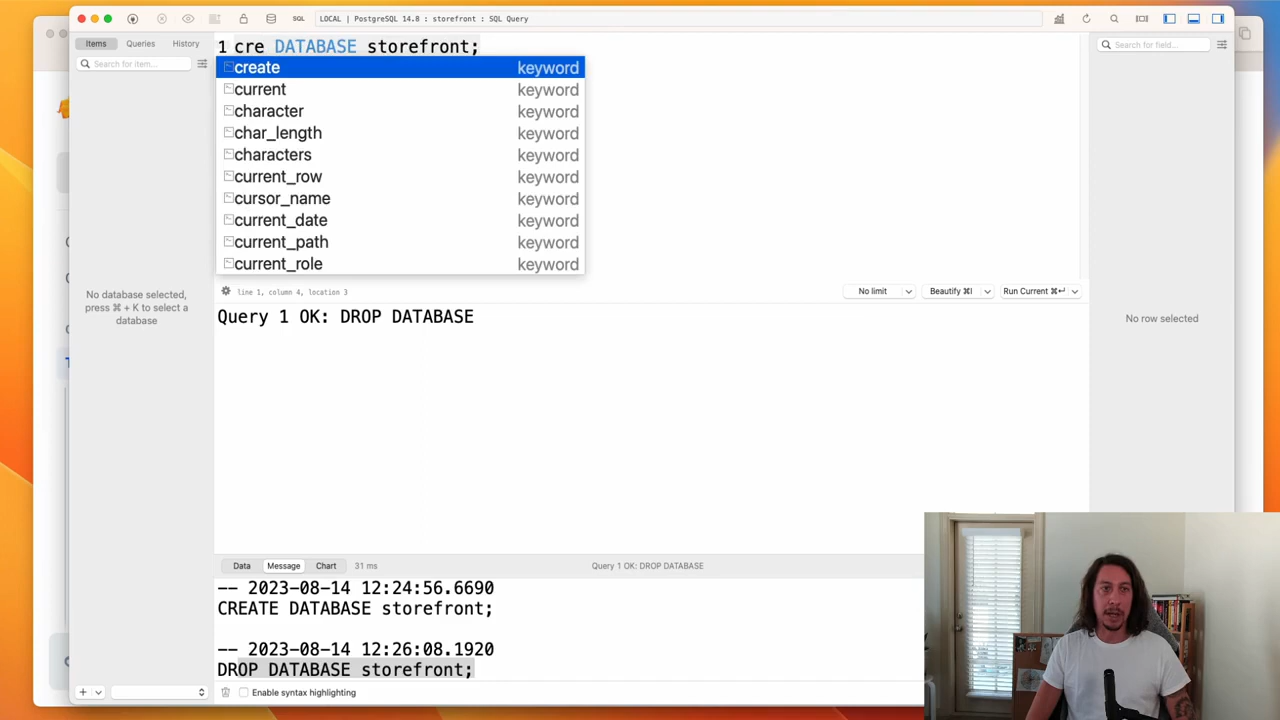 SQL
LOCAL | PostgreSQL 14.8 : storefront : SQL Query
Items Queries History
Search for item...
No database selected,
press ⌘ + K to select a
database
1 cre DATABASE storefront;
create keyword
current keyword
character keyword
char_length keyword
characters keyword
current_row keyword
cursor_name keyword
current_date keyword
current_path keyword
current_role keyword
line 1, column 4, location 3
No limit
Beautify ⌘I
Run Current ⌘↵
Query 1 OK: DROP DATABASE
Search for field...
No row selected
Data Message Chart 31 ms Query 1 OK: DROP DATABASE
-- 2023-08-14 12:24:56.6690
CREATE DATABASE storefront;
-- 2023-08-14 12:26:08.1920
DROP DATABASE storefront;
Enable syntax highlighting